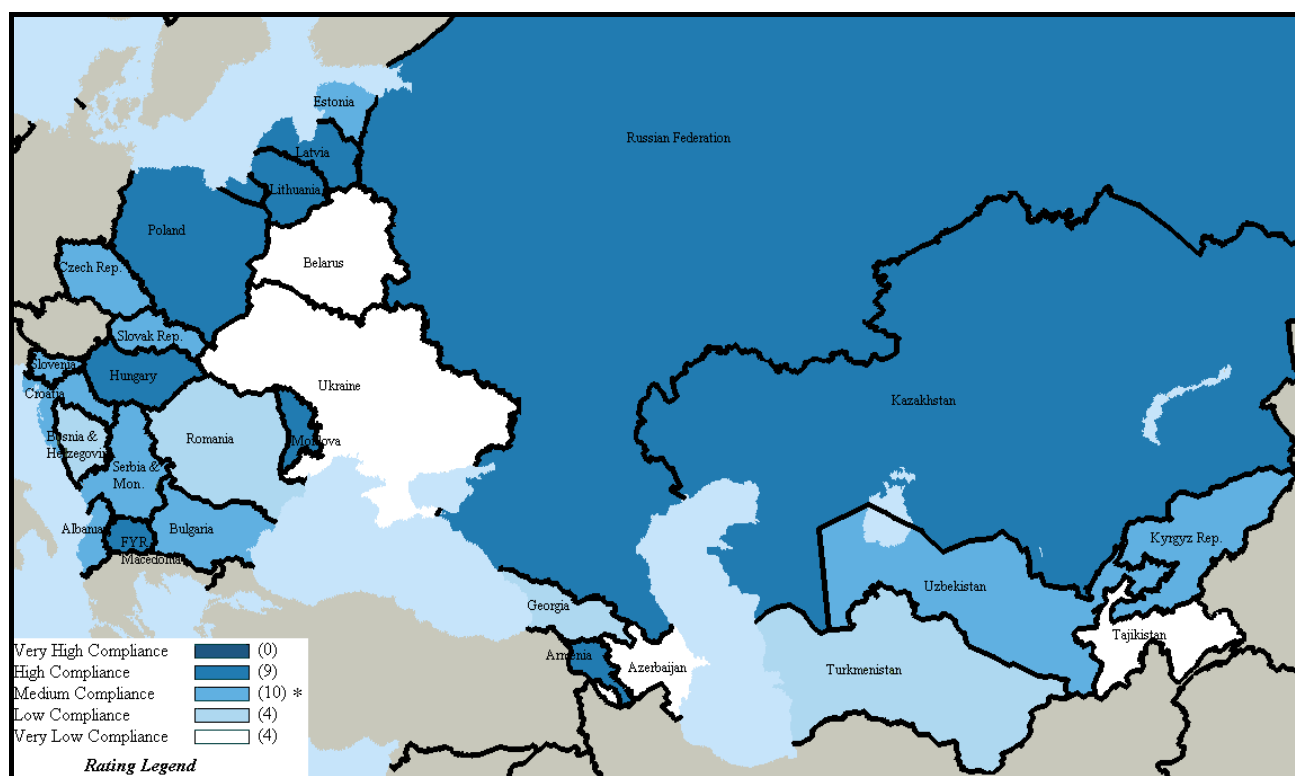 Estonia
Russian Federation
Latvia
Lithuania
Poland
Belarus
Czech Rep.
Slovak Rep.
Slovenia
Hungary
Ukraine
Croatia
Kazakhstan
Bosnia &
Herzegovin
Romania
Moldova
Serbia &
Mon.
Albania
Bulgaria
FYR
Macedonia
Kyrgyz Rep.
Uzbekistan
Georgia
Tajikistan
Armenia
Azerbaijan
Turkmenistan
Very High Compliance (0)
High Compliance (9)
Medium Compliance (10) *
Low Compliance (4)
Very Low Compliance (4)
Rating Legend